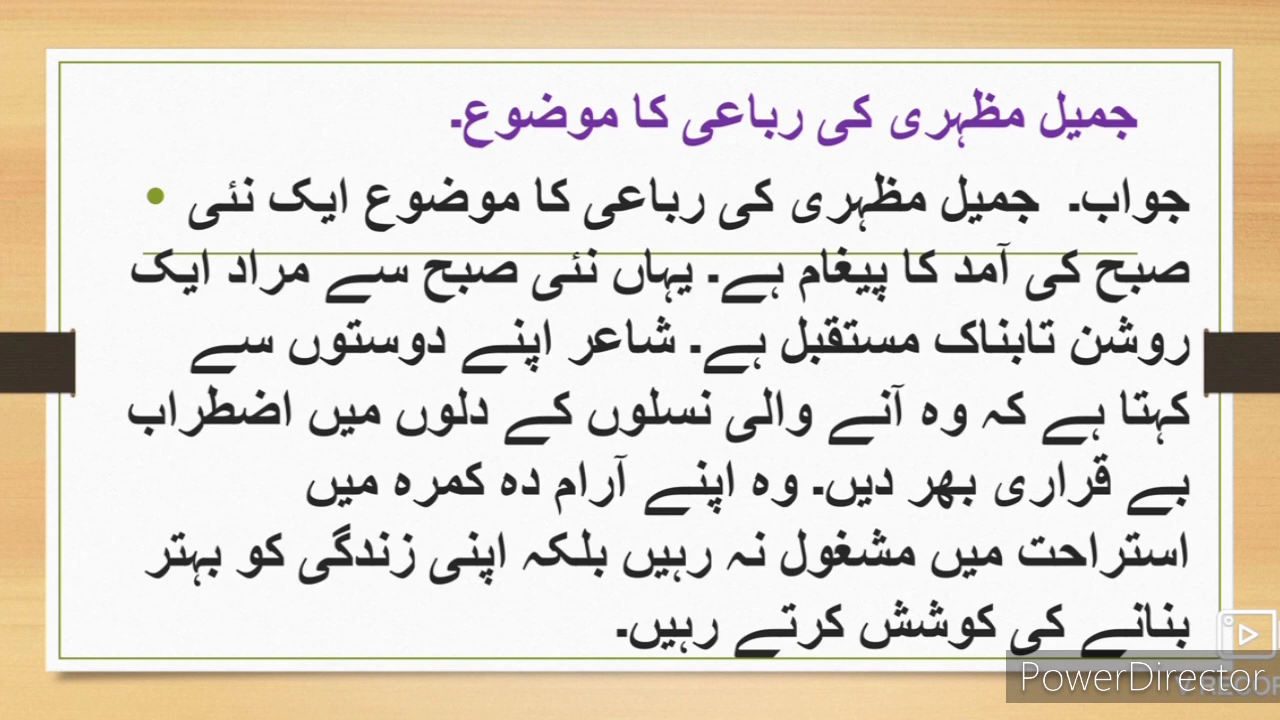 جمیل مظہری کی رباعی کا موضوع۔
جواب۔ جمیل مظہری کی رباعی کا موضوع ایک نئی
صبح کی آمد کا پیغام ہے۔ یہاں نئی صبح سے مراد ایک
روشن تابناک مستقبل ہے۔ شاعر اپنے دوستوں سے
کہتا ہے کہ وہ آنے والی نسلوں کے دلوں میں اضطراب
بے قراری بھر دیں۔ وہ اپنے آرام دہ کمرہ میں
استراحت میں مشغول نہ رہیں بلکہ اپنی زندگی کو بہتر
بنانے کی کوشش کرتے رہیں۔
PowerDirector